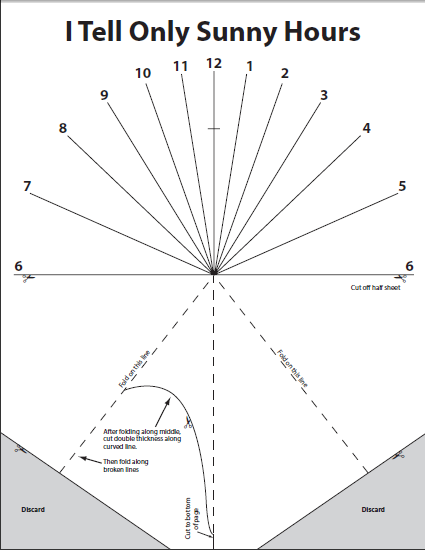 I Tell Only Sunny Hours
12
11
1
10
2
9
3
8
4
7
5
6
6
Cut off half sheet
Fold on this line
Fold on this line
After folding along middle,
cut double thickness along
curved line.
Then fold along
broken lines
Cut to bottom
of page
Discard
Discard